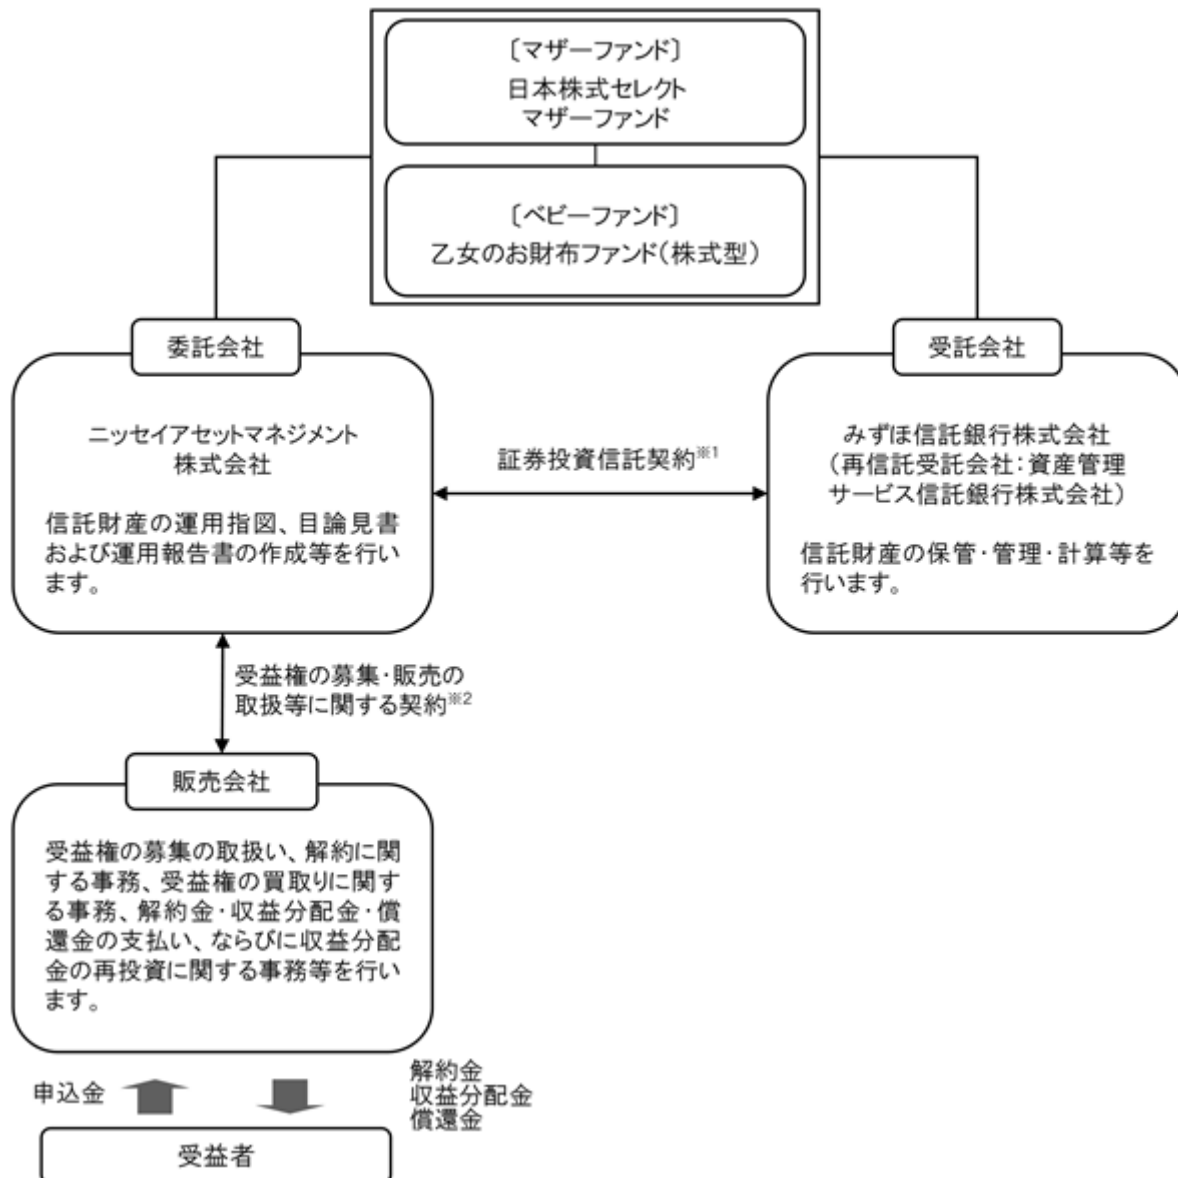 〔マザーファンド〕
日本株式セレクト
マザーファンド
〔ベビーファンド〕
乙女のお財布ファンド（株式型）
委託会社
ニッセイアセットマネジメント
株式会社
信託財産の運用指図、目論見書
および運用報告書の作成等を行い
ます。
証券投資信託契約※1
受託会社
みずほ信託銀行株式会社
（再信託受託会社：資産管理
サービス信託銀行株式会社）
信託財産の保管・管理・計算等を
行います。
受益権の募集・販売の
取扱等に関する契約※2
販売会社
受益権の募集の取扱い、解約に関
する事務、受益権の買取りに関す
る事務、解約金・収益分配金・償
還金の支払い、ならびに収益分配
金の再投資に関する事務等を行い
ます。
申込金
解約金
収益分配金
償還金
受益者